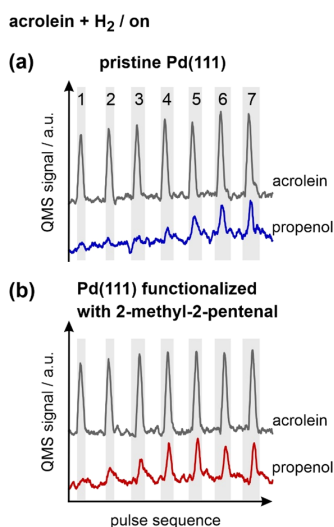 acrolein + H₂ / on
(a) pristine Pd(111)
1 2 3 4 5 6 7
QMS signal / a.u.
acrolein
propenol
(b) Pd(111) functionalized
with 2-methyl-2-pentenal
QMS signal / a.u.
acrolein
propenol
pulse sequence